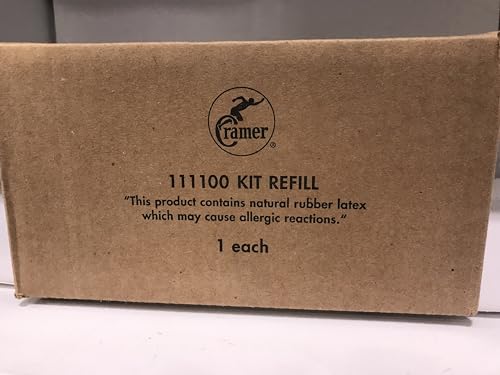 Cramer ®
111100 KIT REFILL
"This product contains natural rubber latex
which may cause allergic reactions."
1 each